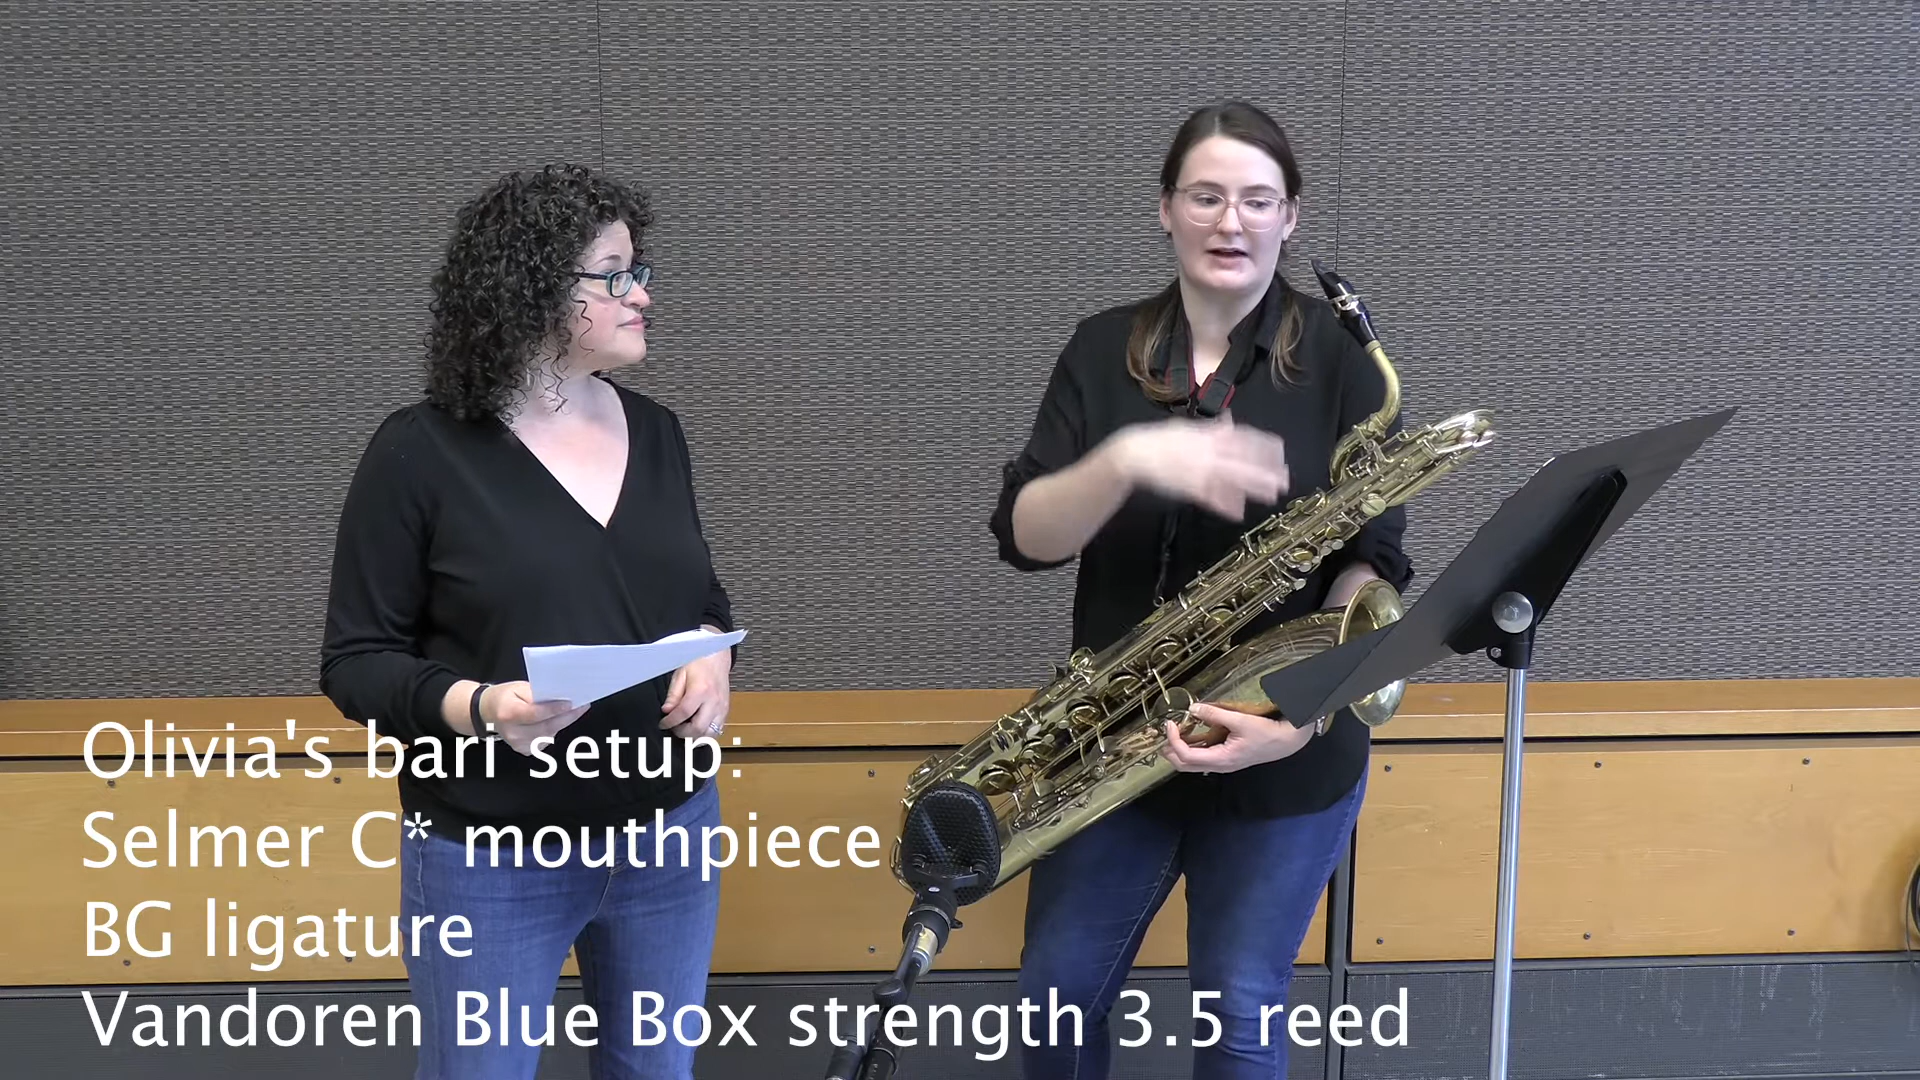 Olivia's bari setup:
Selmer C* mouthpiece
BG ligature
Vandoren Blue Box strength 3.5 reed